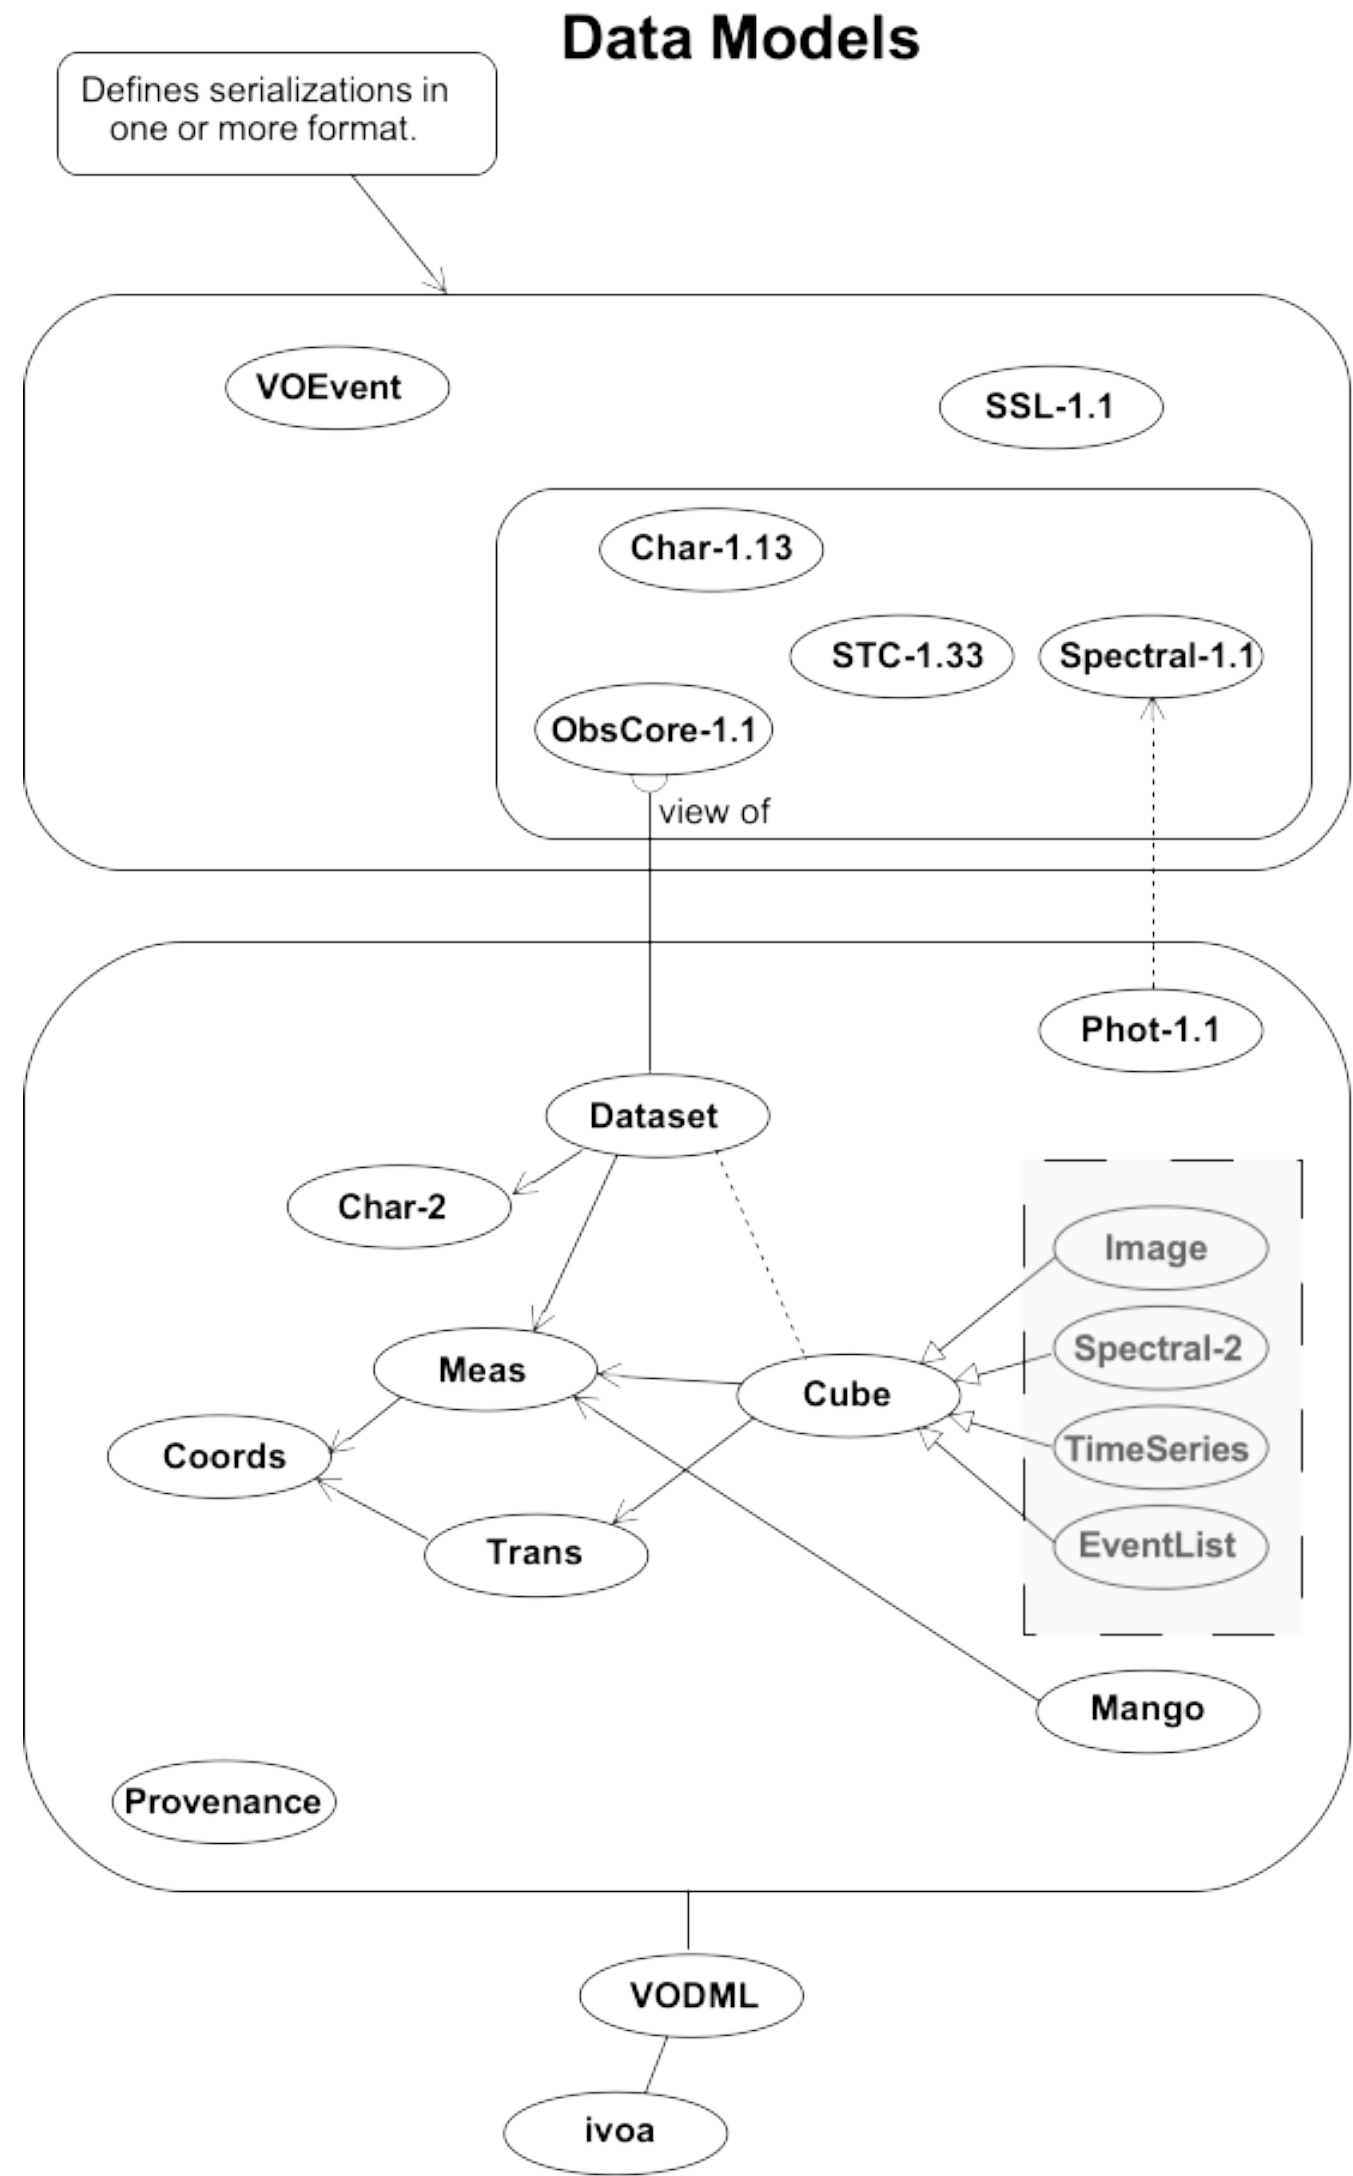 Data Models
Defines serializations in
one or more format.
VOEvent
SSL-1.1
Char-1.13
STC-1.33
Spectral-1.1
ObsCore-1.1
view of
Phot-1.1
Dataset
Char-2
Image
Spectral-2
Meas
Cube
TimeSeries
Coords
Trans
EventList
Mango
Provenance
VODML
ivoa